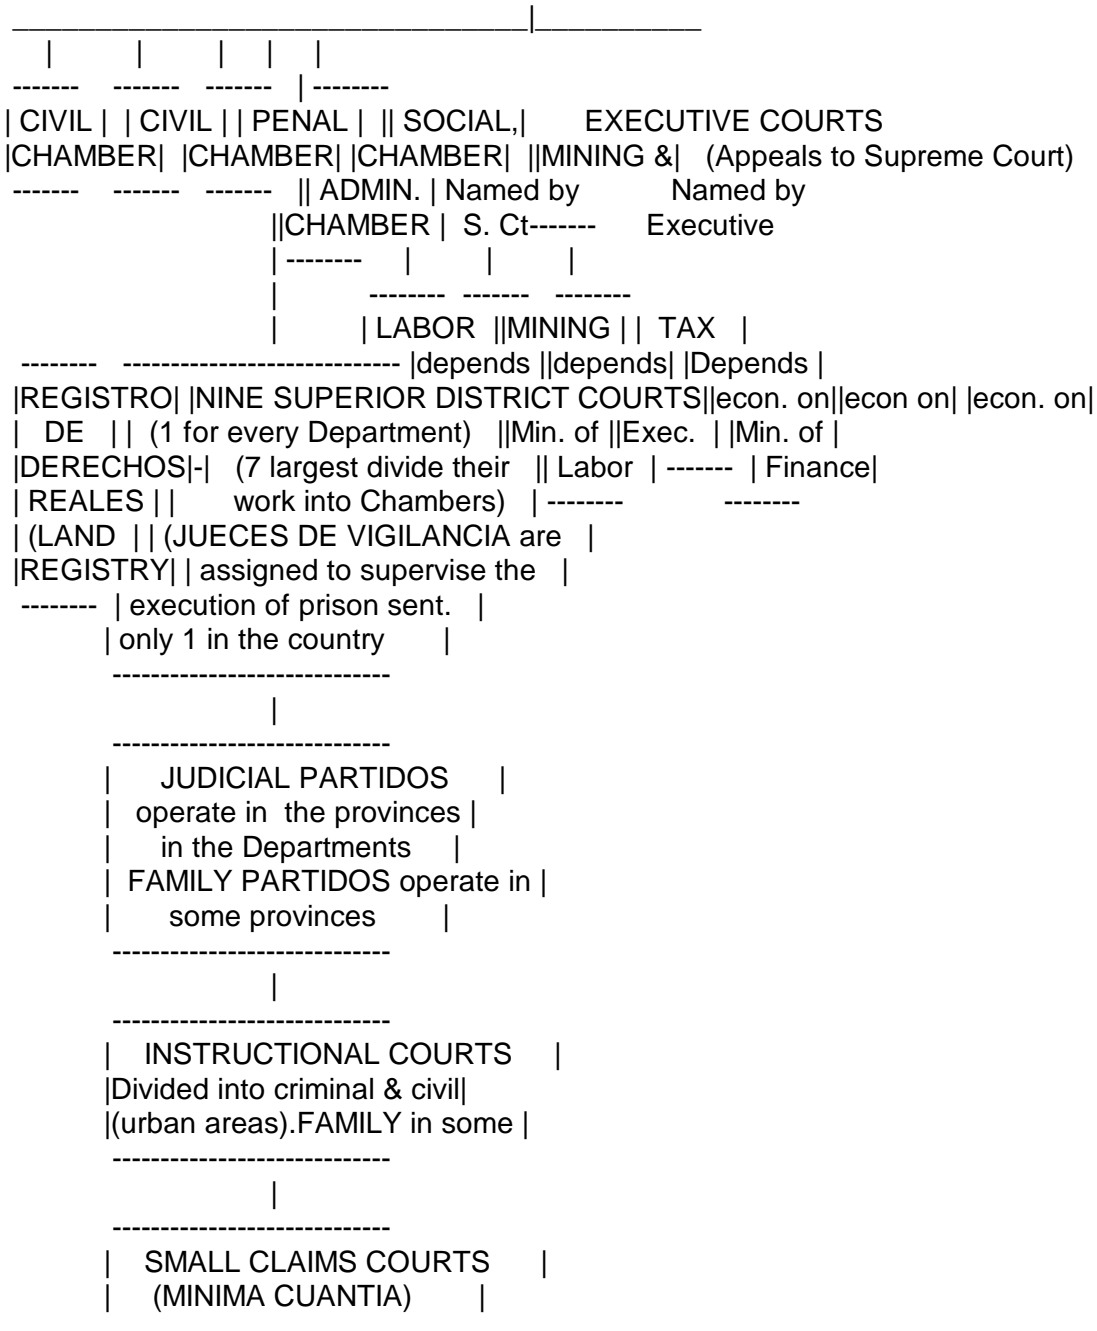 _______________________________|__________
| | | | |
------- ------- ------- | --------
| CIVIL | | CIVIL | | PENAL | || SOCIAL,| EXECUTIVE COURTS
|CHAMBER| |CHAMBER| |CHAMBER| ||MINING &| (Appeals to Supreme Court)
------- ------- ------- || ADMIN. | Named by Named by
||CHAMBER | S. Ct------- Executive
| -------- | | |
| -------- ------- --------
| | LABOR ||MINING | | TAX |
-------- ----------------------------- |depends ||depends| |Depends |
|REGISTRO| |NINE SUPERIOR DISTRICT COURTS||econ. on||econ on| |econ. on|
| DE | | (1 for every Department) ||Min. of ||Exec. | |Min. of |
|DERECHOS|-| (7 largest divide their || Labor | ------- | Finance|
| REALES | | work into Chambers) | -------- --------
| (LAND | | (JUECES DE VIGILANCIA are |
|REGISTRY| | assigned to supervise the |
-------- | execution of prison sent. |
| only 1 in the country |
-----------------------------
|
-----------------------------
| JUDICIAL PARTIDOS |
| operate in the provinces |
| in the Departments |
| FAMILY PARTIDOS operate in |
| some provinces |
-----------------------------
|
-----------------------------
| INSTRUCTIONAL COURTS |
|Divided into criminal & civil|
|(urban areas).FAMILY in some |
-----------------------------
|
-----------------------------
| SMALL CLAIMS COURTS |
| (MINIMA CUANTIA) |